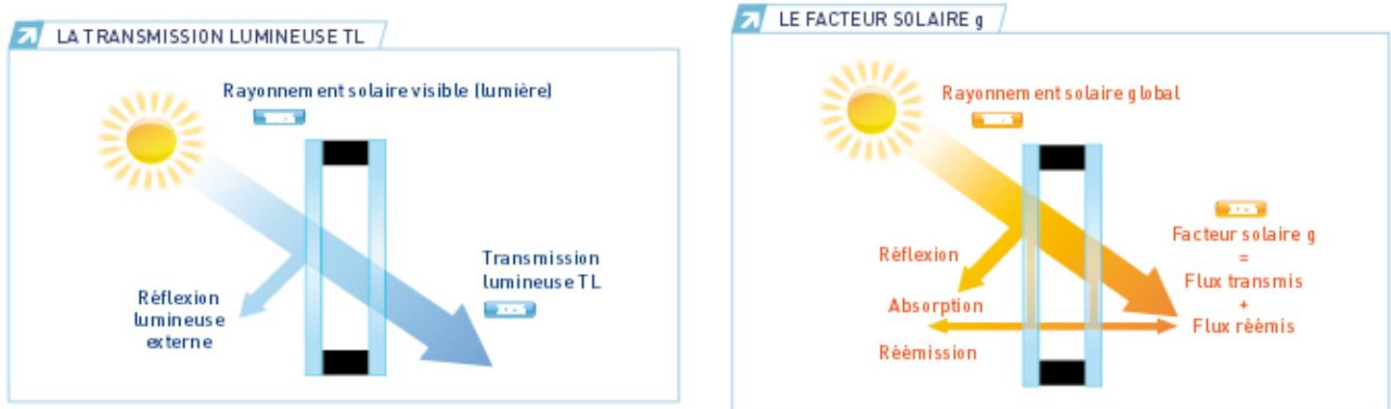 LA TRANSMISSION LUMINEUSE TL
Rayonnement solaire visible (lumière)
Réflexion
lumineuse
externe
Transmission
lumineuse TL
LE FACTEUR SOLAIRE g
Rayonnement solaire global
Réflexion
Absorption
Réémission
Facteur solaire g
=
Flux transmis
+
Flux réémis